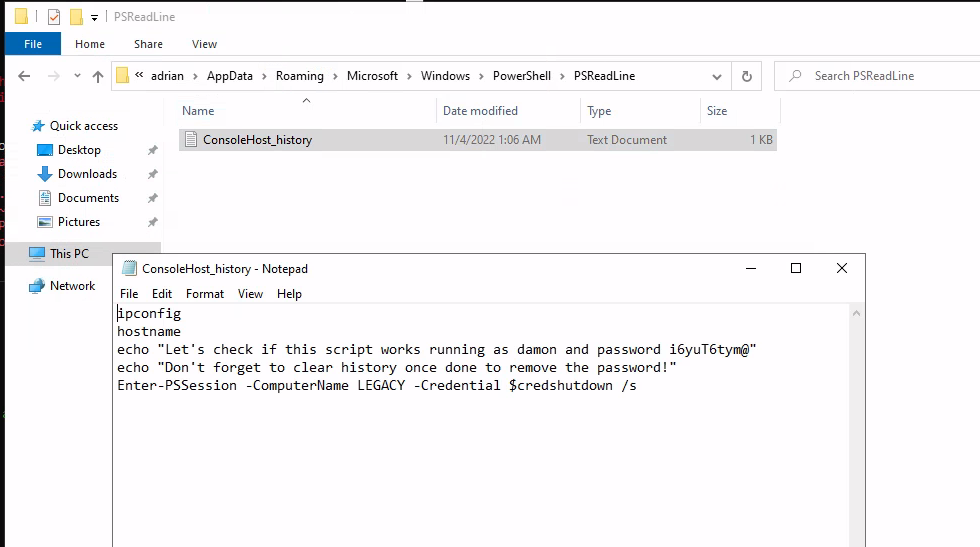 PSReadLine
File Home Share View
« adrian > AppData > Roaming > Microsoft > Windows > PowerShell > PSReadLine
Search PSReadLine
Name Date modified Type Size
Quick access
ConsoleHost_history 11/4/2022 1:06 AM Text Document 1 KB
Desktop
Downloads
Documents
Pictures
This PC
Network
ConsoleHost_history - Notepad
File Edit Format View Help
ipconfig
hostname
echo "Let's check if this script works running as damon and password i6yuT6tym@"
echo "Don't forget to clear history once done to remove the password!"
Enter-PSSession -ComputerName LEGACY -Credential $credshutdown /s